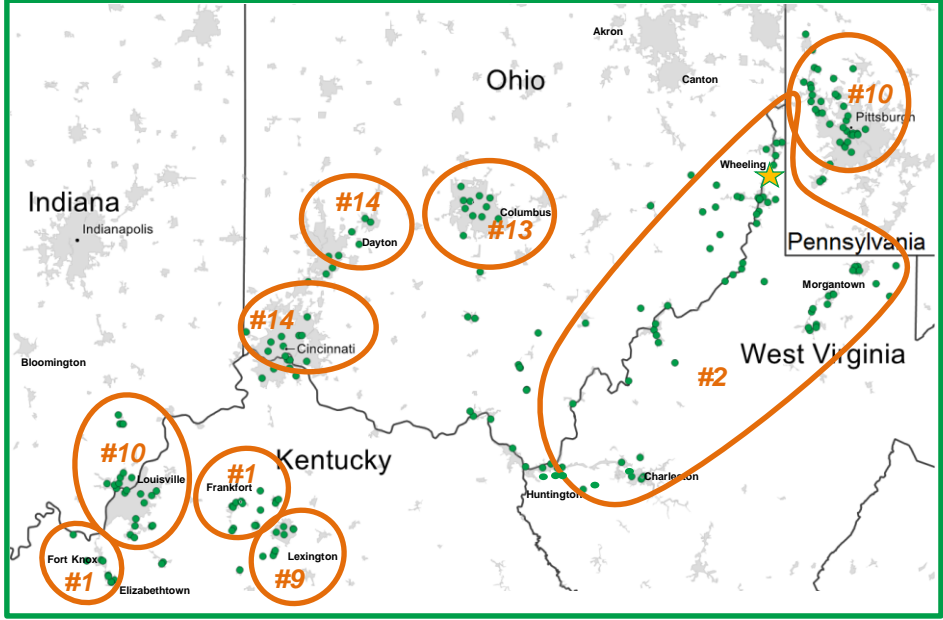 Akron
Canton
Ohio
#10
Pittsburgh
Wheeling
Indiana
Indianapolis
#14
Dayton
Columbus
#13
Pennsylvania
Morgantown
#14
Cincinnati
Bloomington
West Virginia
#2
#10
Louisville
Kentucky
#1
Frankfort
Charleston
Huntington
Fort Knox
#1
Elizabethtown
Lexington
#9